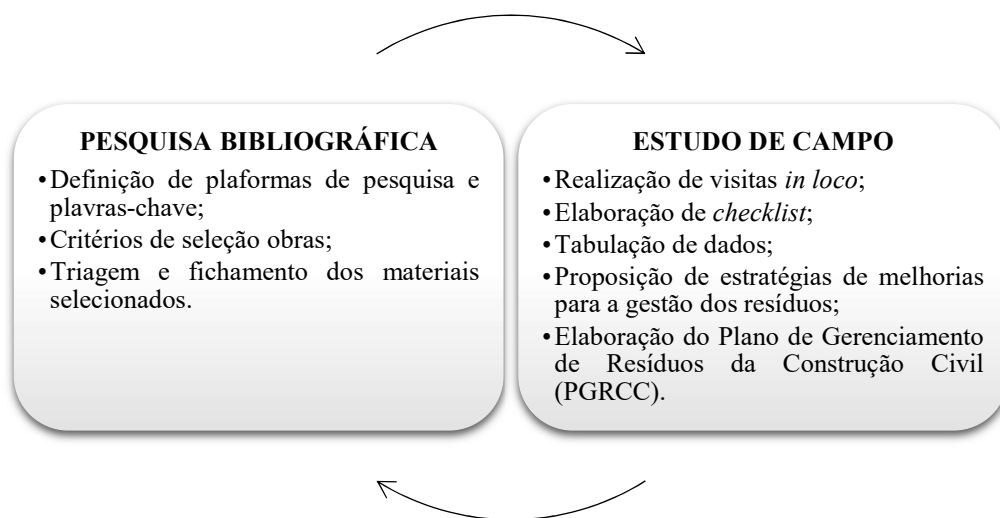 PESQUISA BIBLIOGRÁFICA
•Definição de plaformas de pesquisa e
plavras-chave;
•Critérios de seleção obras;
•Triagem e fichamento dos materiais
selecionados.
ESTUDO DE CAMPO
•Realização de visitas in loco;
•Elaboração de checklist;
•Tabulação de dados;
•Proposição de estratégias de melhorias
para a gestão dos resíduos;
•Elaboração do Plano de Gerenciamento
de Resíduos da Construção Civil
(PGRCC).